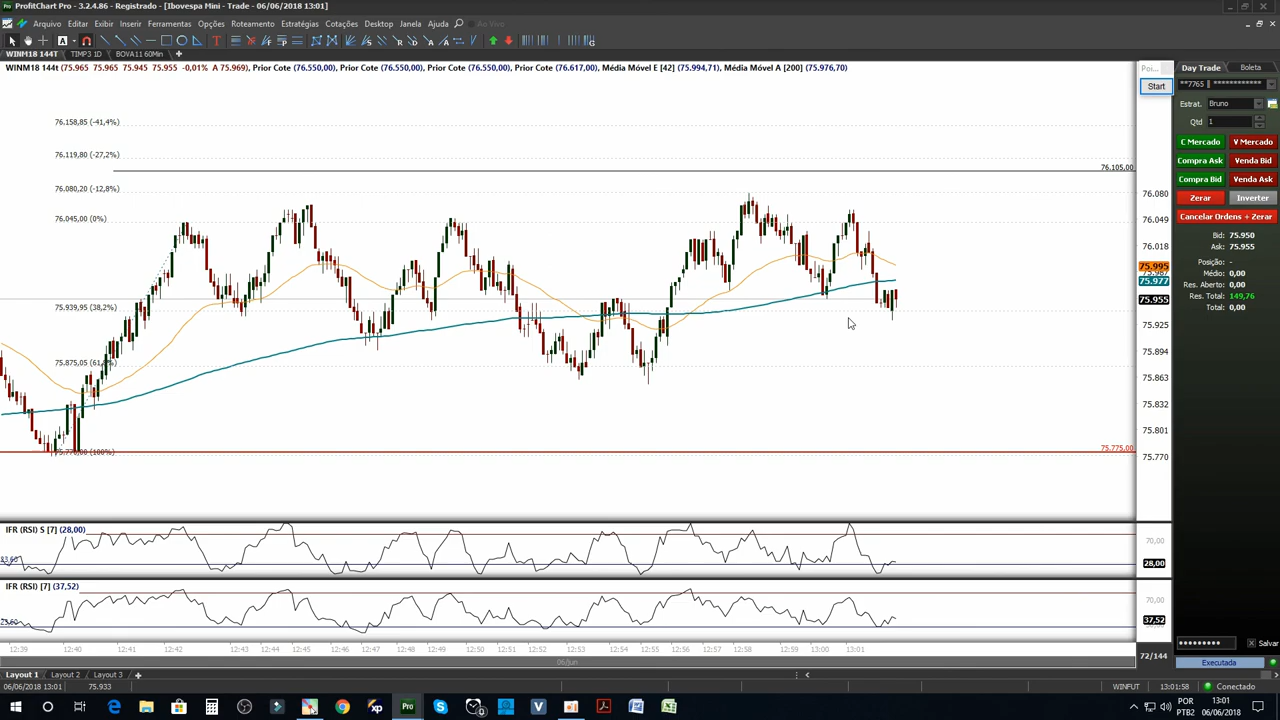 ProfitChart Pro - 3.2.4.86 - Registrado - [Ibovespa Mini - Trade - 06/06/2018 13:01]
Arquivo Editar Exibir Inserir Ferramentas Opções Roteamento Estratégias Cotações Desktop Janela Ajuda Ao Vivo
WINM18 144T TIMP3 1D BOVA11 60Min
WINM18 144t (75.965 75.965 75.945 75.955 -0,01% A 75.969), Prior Cote (76.550,00), Prior Cote (76.550,00), Prior Cote (76.550,00), Prior Cote (76.617,00), Média Móvel E [42] (75.994,71), Média Móvel A [200] (75.976,70)
76.158,85 (-41,4%)
76.119,80 (-27,2%)
76.105,00
76.080,20 (-12,8%)
76.045,00 (0%)
75.939,95 (38,2%)
75.775,00
76.080
76.049
76.018
75.995
75.977
75.955
75.925
75.894
75.863
75.832
75.801
75.770
IFR (RSI) S [7] (28,00)
70,00
28,00
IFR (RSI) [7] (37,52)
70,00
37,52
12:39 12:40 12:41 12:42 12:43 12:44 12:45 12:46 12:47 12:48 12:49 12:50 12:51 12:52 12:53 12:54 12:55 12:56 12:57 12:58 12:59 13:00 13:01
06/jun
72/144
Layout 1 Layout 2 Layout 3
06/06/2018 13:01 75.933
WINFUT 13:01:58 Conectado
Poi...
Start
Day Trade Boleta
**7765 | ************
Estrat. Bruno
Qtd 1
C Mercado V Mercado
Compra Ask Venda Bid
Compra Bid Venda Ask
Zerar Inverter
Cancelar Ordens + Zerar
Bid: 75.950
Ask: 75.955
Posição: -
Médio: 0,00
Res. Aberto: 0,00
Res. Total: 149,76
Total: 0,00
Salvar
Executada
xp Pro
POR
PTB2
13:01
06/06/2018